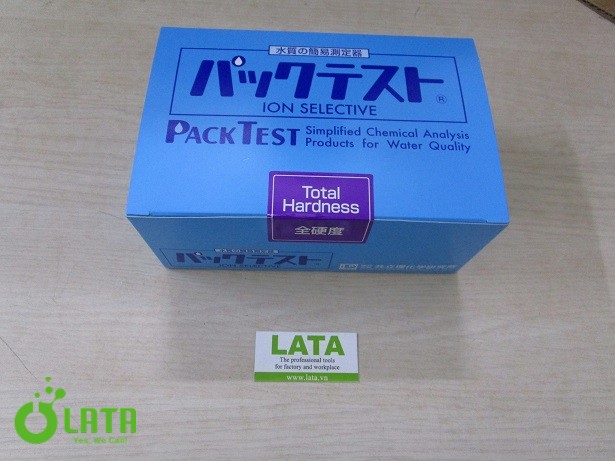 水質の簡易測定器
パックテスト®
ION SELECTIVE
PACKTEST
Simplified Chemical Analysis
Products for Water Quality
Total
Hardness
全硬度
パックテスト
ION SELECTIVE
LATA
The professional tools
for factory and workplace
www.lata.vn
LATA
Yes, We Can!